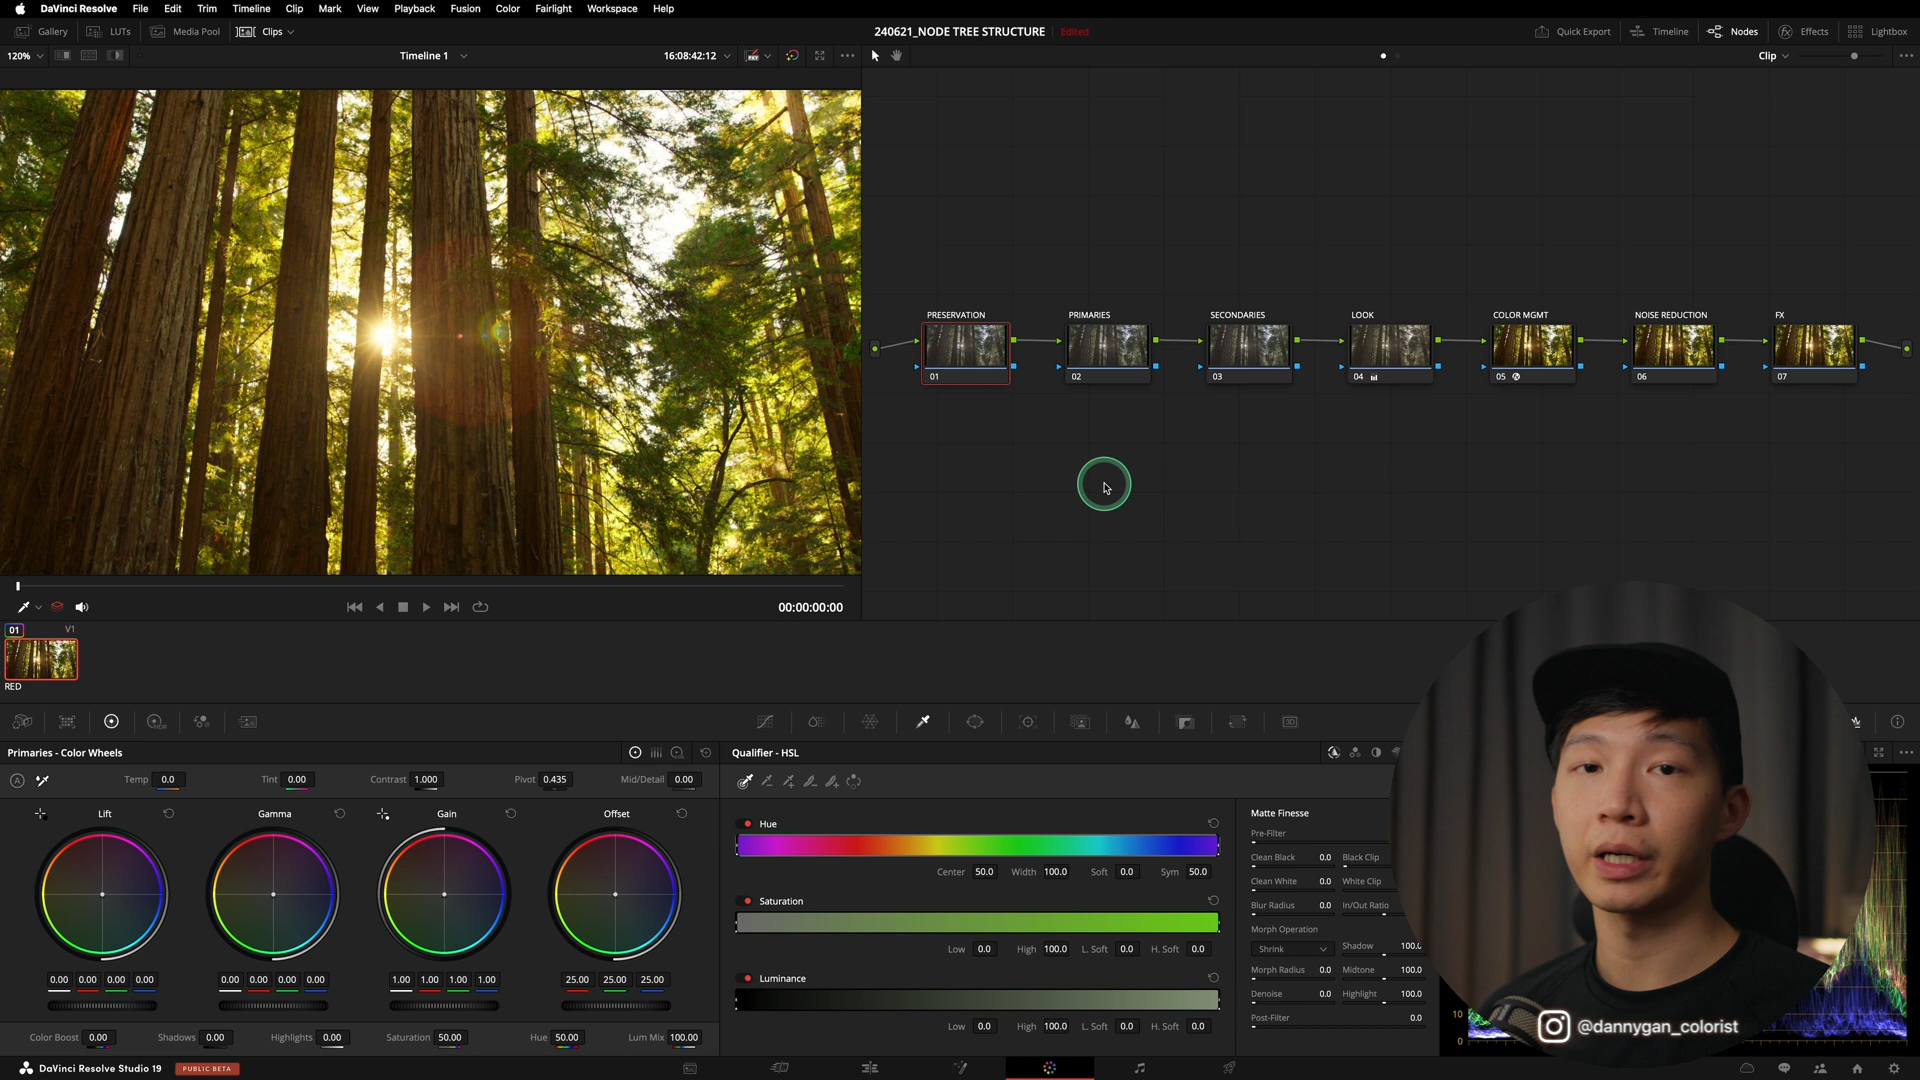 DaVinci Resolve File Edit Trim Timeline Clip Mark View Playback Fusion Color Fairlight Workspace Help
Gallery LUTs Media Pool Clips 240621_NODE TREE STRUCTURE Edited Quick Export Timeline Nodes Effects Lightbox
120% Timeline 1 16:08:42:12 Clip
PRESERVATION PRIMARIES SECONDARIES LOOK COLOR MGMT NOISE REDUCTION FX
01 02 03 04 05 06 07
00:00:00:00
01 V1
RED
Primaries - Color Wheels Qualifier - HSL
Temp 0.0 Tint 0.00 Contrast 1.000 Pivot 0.435 Mid/Detail 0.00
Lift Gamma Gain Offset
0.00 0.00 0.00 0.00 0.00 0.00 0.00 0.00 1.00 1.00 1.00 1.00 25.00 25.00 25.00
Color Boost 0.00 Shadows 0.00 Highlights 0.00 Saturation 50.00 Hue 50.00 Lum Mix 100.00
Hue
Center 50.0 Width 100.0 Soft 0.0 Sym 50.0
Saturation
Low 0.0 High 100.0 L. Soft 0.0 H. Soft 0.0
Luminance
Low 0.0 High 100.0 L. Soft 0.0 H. Soft 0.0
Matte Finesse
Pre-Filter
Clean Black 0.0 Black Clip
Clean White 0.0 White Clip
Blur Radius 0.0 In/Out Ratio
Morph Operation
Shrink Shadow 100.0
Morph Radius 0.0 Midtone 100.0
Denoise 0.0 Highlight 100.0
Post-Filter 0.0
10
0
@dannygan_colorist
DaVinci Resolve Studio 19 PUBLIC BETA